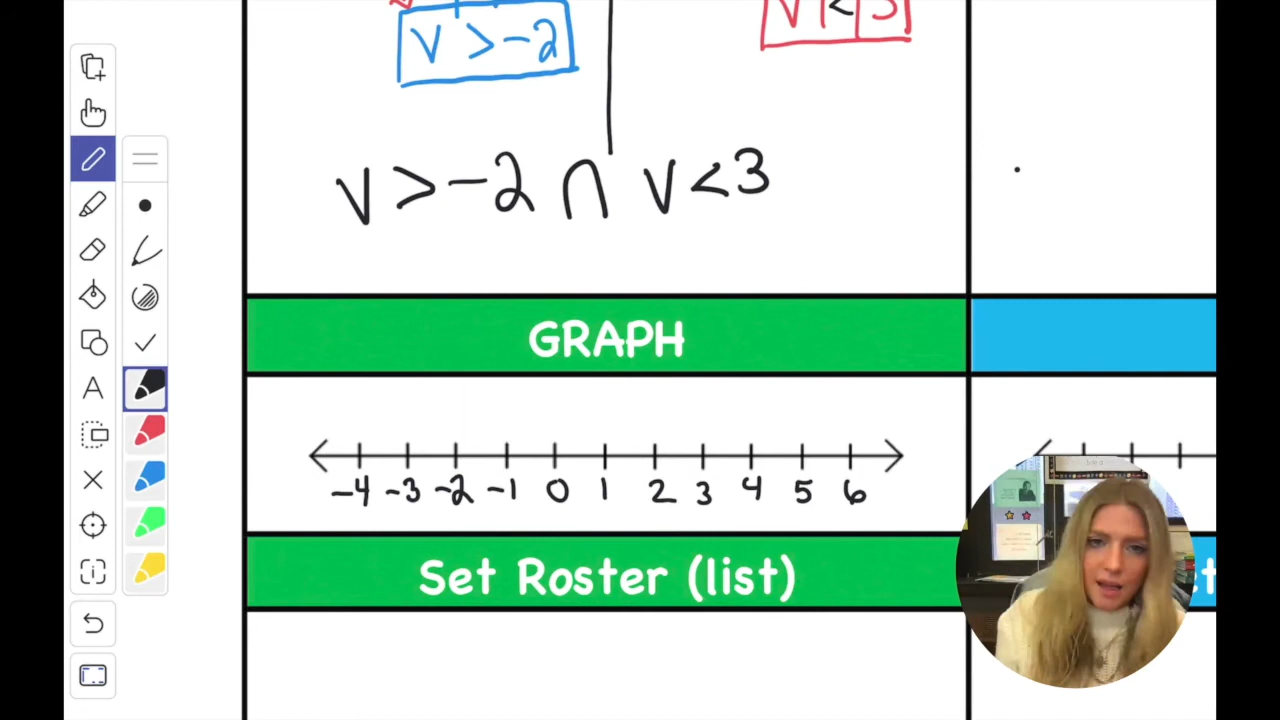 v > -2
v < 3
v > -2 ∩ v < 3
GRAPH
-4 -3 -2 -1 0 1 2 3 4 5 6
Set Roster (list)